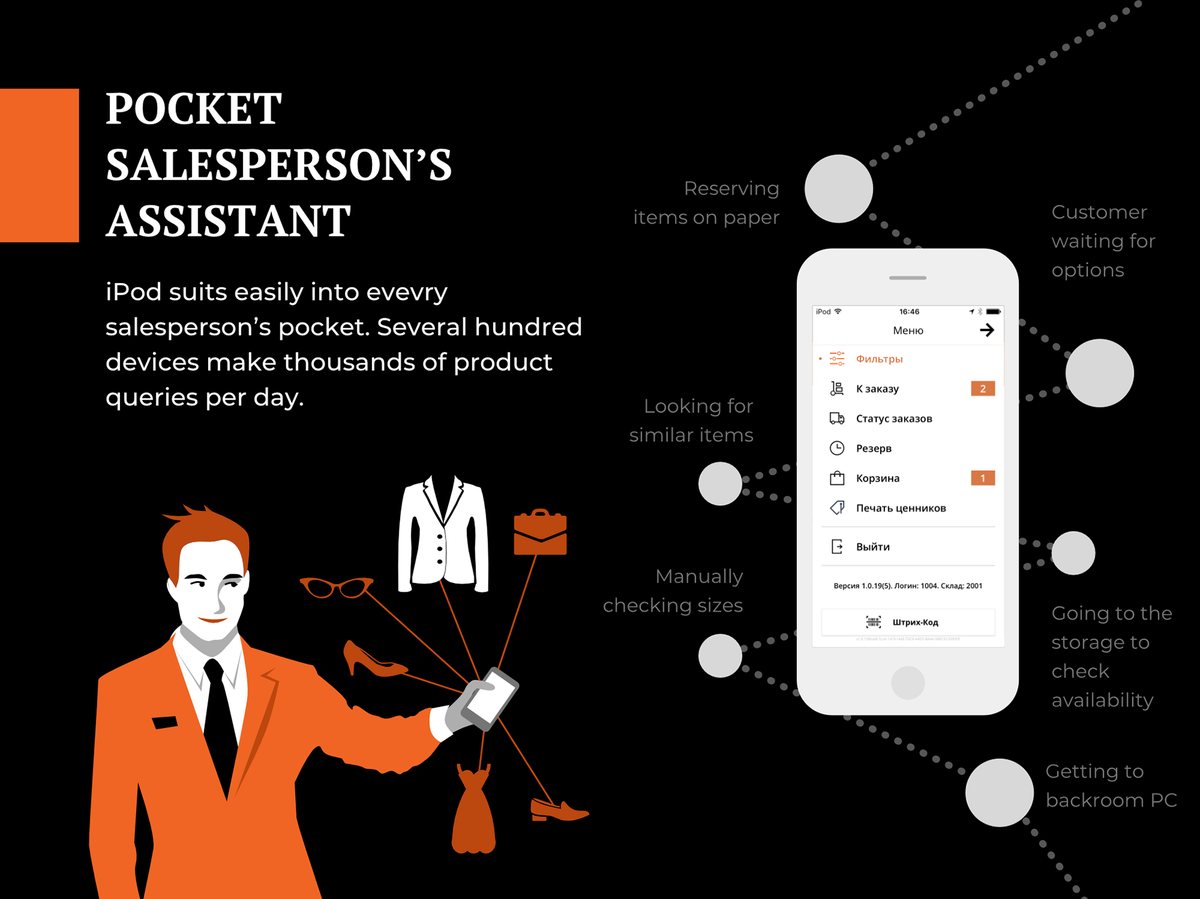 POCKET
SALESPERSON’S
ASSISTANT
iPod suits easily into evevry
salesperson’s pocket. Several hundred
devices make thousands of product
queries per day.
Reserving
items on paper
Customer
waiting for
options
Looking for
similar items
Manually
checking sizes
Going to the
storage to
check
availability
Getting to
backroom PC
iPod 16:46
Меню
Фильтры
К заказу 2
Статус заказов
Резерв
Корзина 1
Печать ценников
Выйти
Версия 1.0.19(5). Логин: 1004. Склад: 2001
Штрих-Код